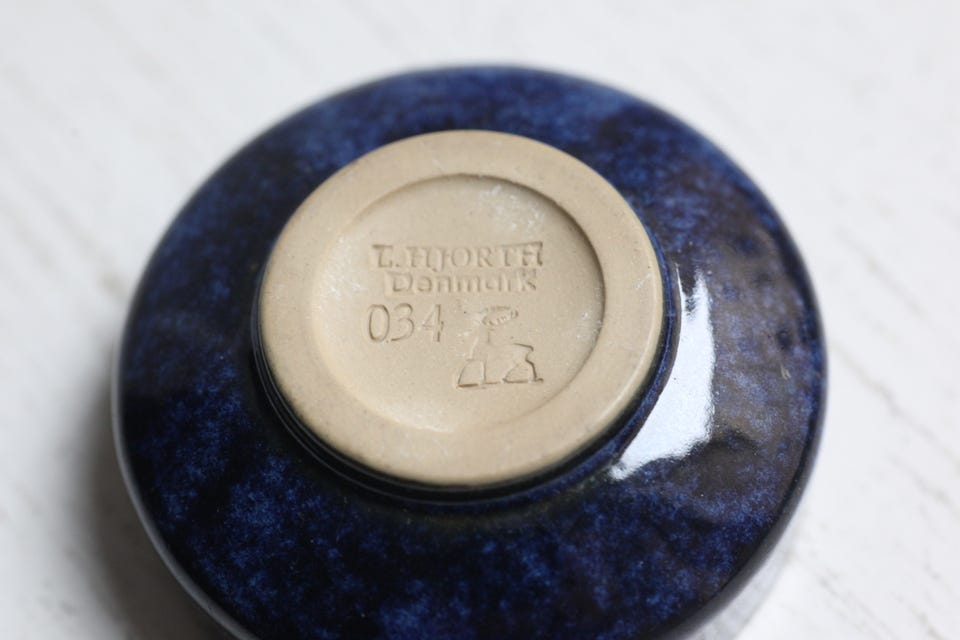 L. HJORTH
Denmark
034